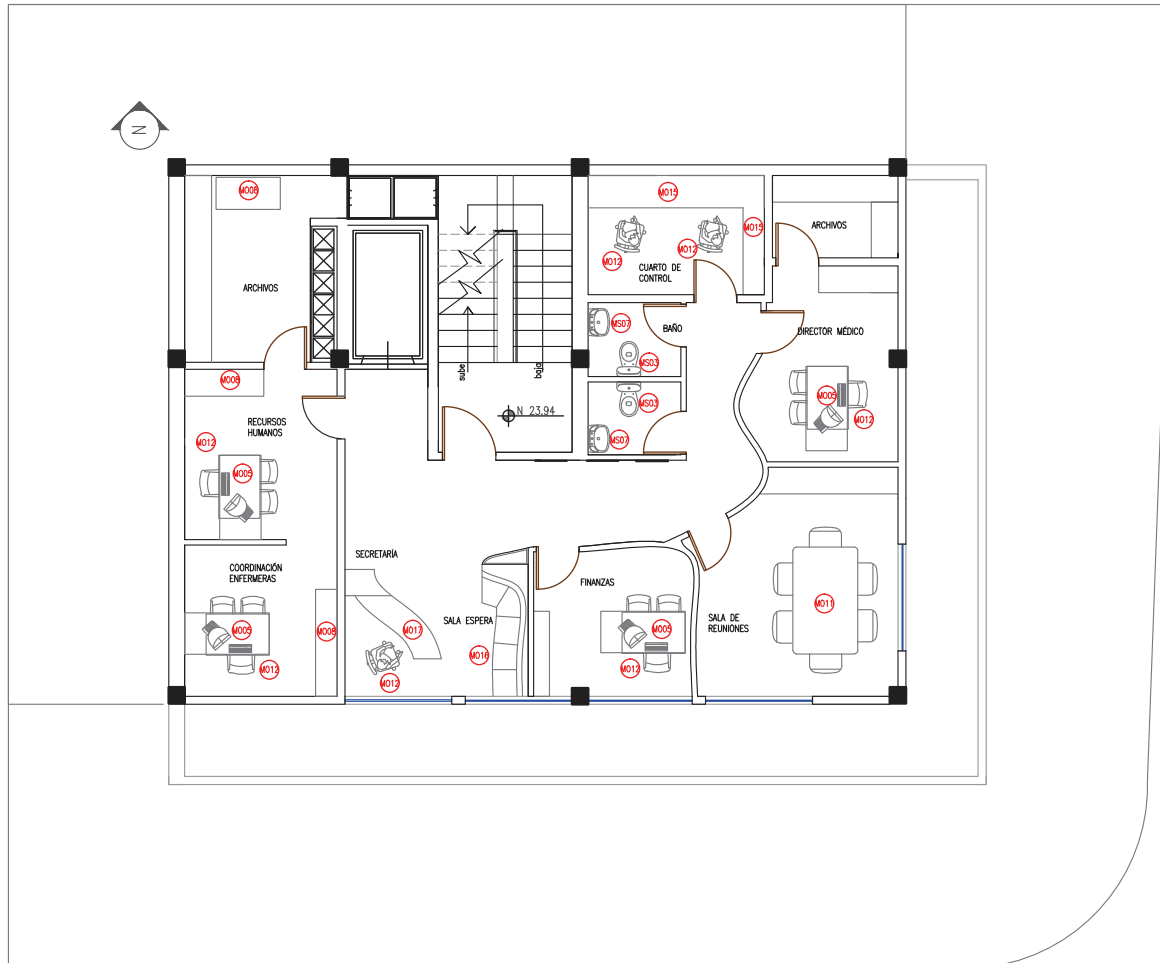 N
MO08
MO15
MO15
ARCHIVOS
MO12
MO12
CUARTO DE
CONTROL
ARCHIVOS
MS07
BAÑO
DIRECTOR MÉDICO
MS03
sube
baja
MO08
MO05
MO12
MS03
N 23.94
RECURSOS
HUMANOS
MO12
MS07
MO05
SECRETARÍA
COORDINACIÓN
ENFERMERAS
FINANZAS
MO11
MO08
SALA ESPERA
SALA DE
REUNIONES
MO05
MO17
MO05
MO16
MO12
MO12
MO12